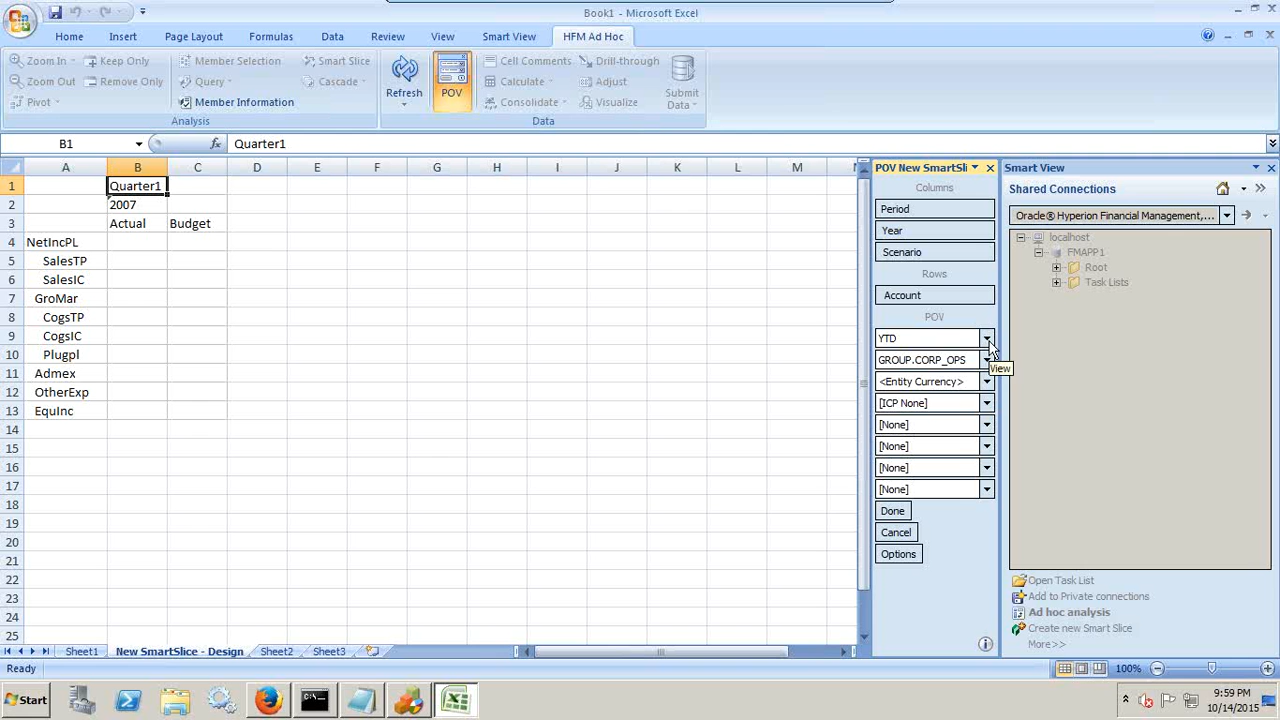 Book1 - Microsoft Excel
Home Insert Page Layout Formulas Data Review View Smart View HFM Ad Hoc
Zoom In Keep Only Member Selection Smart Slice Cell Comments Drill-through
Zoom Out Remove Only Query Cascade Calculate Adjust
Pivot Member Information Refresh POV Consolidate Visualize Submit Data
Analysis Data
B1 fx Quarter1
A B C D E F G H I J K L M N
1 Quarter1
2 2007
3 Actual Budget
4 NetIncPL
5 SalesTP
6 SalesIC
7 GroMar
8 CogsTP
9 CogsIC
10 Plugpl
11 Admex
12 OtherExp
13 EquInc
14
15
16
17
18
19
20
21
22
23
24
25
POV New SmartSli
Columns
Period
Year
Scenario
Rows
Account
POV
YTD
GROUP.CORP_OPS
View
<Entity Currency>
[ICP None]
[None]
[None]
[None]
[None]
Done
Cancel
Options
Smart View
Shared Connections
Oracle® Hyperion Financial Management,...
localhost
FMAPP1
Root
Task Lists
Open Task List
Add to Private connections
Ad hoc analysis
Create new Smart Slice
More>>
Sheet1 New SmartSlice - Design Sheet2 Sheet3
Ready 100%
Start 9:59 PM
10/14/2015